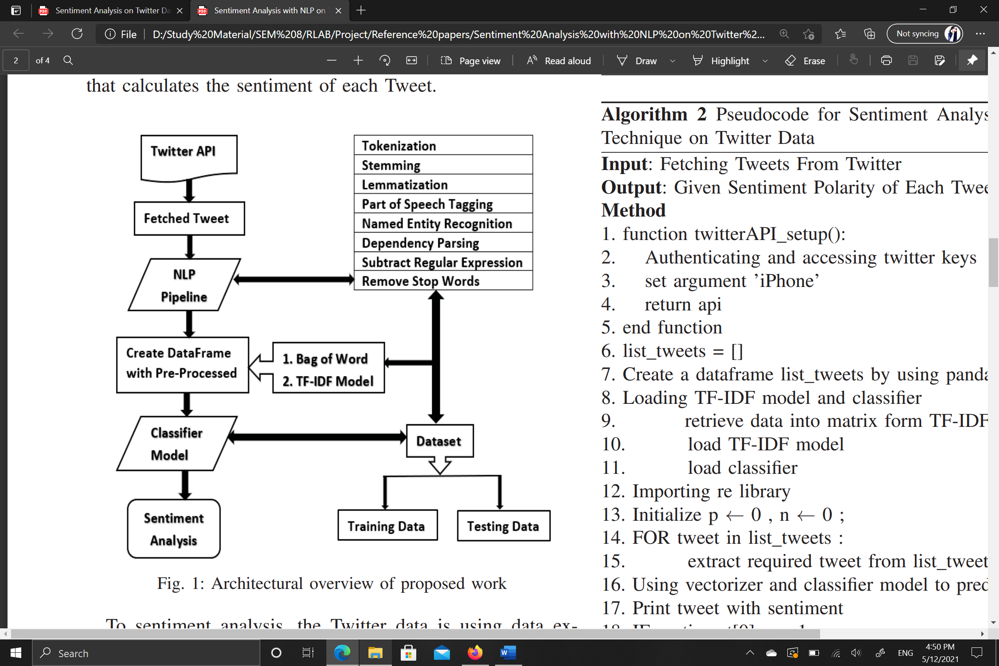 Sentiment Analysis on Twitter Da
Sentiment Analysis with NLP on T
File
D:/Study%20Material/SEM%208/RLAB/Project/Reference%20papers/Sentiment%20Analysis%20with%20NLP%20on%20Twitter%2...
Not syncing
2 of 4
Page view
Read aloud
Draw
Highlight
Erase
that calculates the sentiment of each Tweet.
Twitter API
Fetched Tweet
NLP
Pipeline
Create DataFrame
with Pre-Processed
Classifier
Model
Sentiment
Analysis
Tokenization
Stemming
Lemmatization
Part of Speech Tagging
Named Entity Recognition
Dependency Parsing
Subtract Regular Expression
Remove Stop Words
1. Bag of Word
2. TF-IDF Model
Dataset
Training Data
Testing Data
Fig. 1: Architectural overview of proposed work
To sentiment analysis, the Twitter data is using data ex-
Algorithm 2 Pseudocode for Sentiment Analys
Technique on Twitter Data
Input: Fetching Tweets From Twitter
Output: Given Sentiment Polarity of Each Twee
Method
1. function twitterAPI_setup():
2. Authenticating and accessing twitter keys
3. set argument ’iPhone’
4. return api
5. end function
6. list_tweets = []
7. Create a dataframe list_tweets by using panda
8. Loading TF-IDF model and classifier
9. retrieve data into matrix form TF-IDF
10. load TF-IDF model
11. load classifier
12. Importing re library
13. Initialize p ← 0 , n ← 0 ;
14. FOR tweet in list_tweets :
15. extract required tweet from list_tweet
16. Using vectorizer and classifier model to pred
17. Print tweet with sentiment
Search
ENG
4:50 PM
5/12/2021